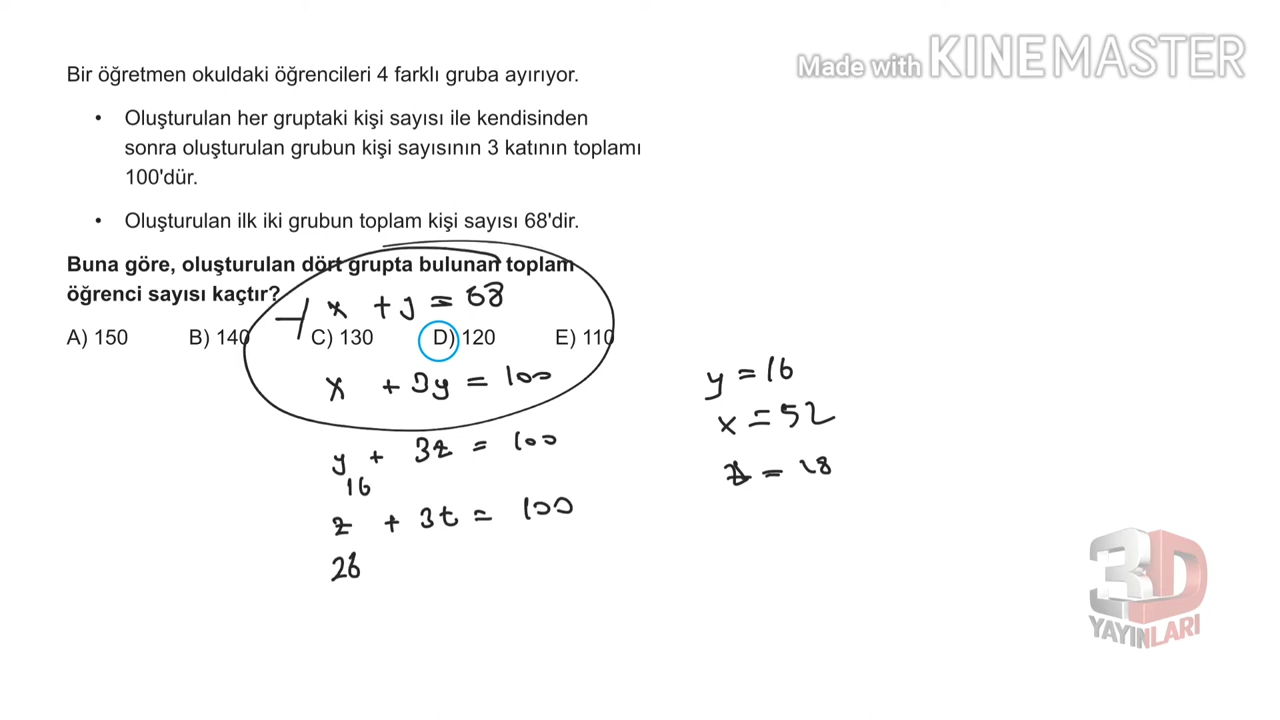 Made with KINEMASTER
Bir öğretmen okuldaki öğrencileri 4 farklı gruba ayırıyor.
• Oluşturulan her gruptaki kişi sayısı ile kendisinden
sonra oluşturulan grubun kişi sayısının 3 katının toplamı
100'dür.
• Oluşturulan ilk iki grubun toplam kişi sayısı 68'dir.
Buna göre, oluşturulan dört grupta bulunan toplam
öğrenci sayısı kaçtır?
- x + y = 68
A) 150 B) 140 C) 130 D) 120 E) 110
x + 3y = 100
y + 3z = 100
16
z + 3t = 100
28
y = 16
x = 52
z = 28
3D
YAYINLARI